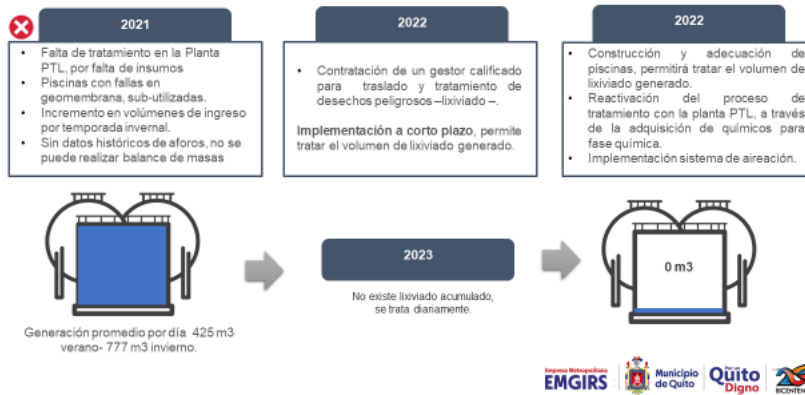 2021
• Falta de tratamiento en la Planta
PTL, por falta de insumos
• Piscinas con fallas en
geomembrana, sub-utilizadas.
• Incremento en volúmenes de ingreso
por temporada invernal.
• Sin datos históricos de aforos, no se
puede realizar balance de masas
2022
• Contratación de un gestor calificado
para traslado y tratamiento de
desechos peligrosos –lixiviado –.
Implementación a corto plazo, permite
tratar el volumen de lixiviado generado.
2022
• Construcción y adecuación de
piscinas, permitirá tratar el volumen de
lixiviado generado.
• Reactivación del proceso de
tratamiento con la planta PTL, a través
de la adquisición de químicos para
fase química.
• Implementación sistema de aireación.
Generación promedio por día 425 m3
verano- 777 m3 invierno.
2023
No existe lixiviado acumulado,
se trata diariamente.
0 m3
Empresa Metropolitana
EMGIRS
Municipio
de Quito
Quito
Digno